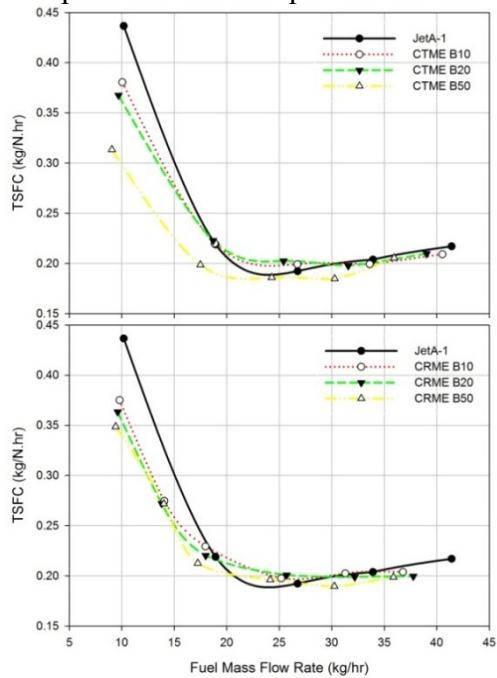 0.45
0.40
0.35
0.30
0.25
0.20
0.15
TSFC (kg/N.hr)
JetA-1
CTME B10
CTME B20
CTME B50
0.45
0.40
0.35
0.30
0.25
0.20
0.15
TSFC (kg/N.hr)
JetA-1
CRME B10
CRME B20
CRME B50
5 10 15 20 25 30 35 40 45
Fuel Mass Flow Rate (kg/hr)